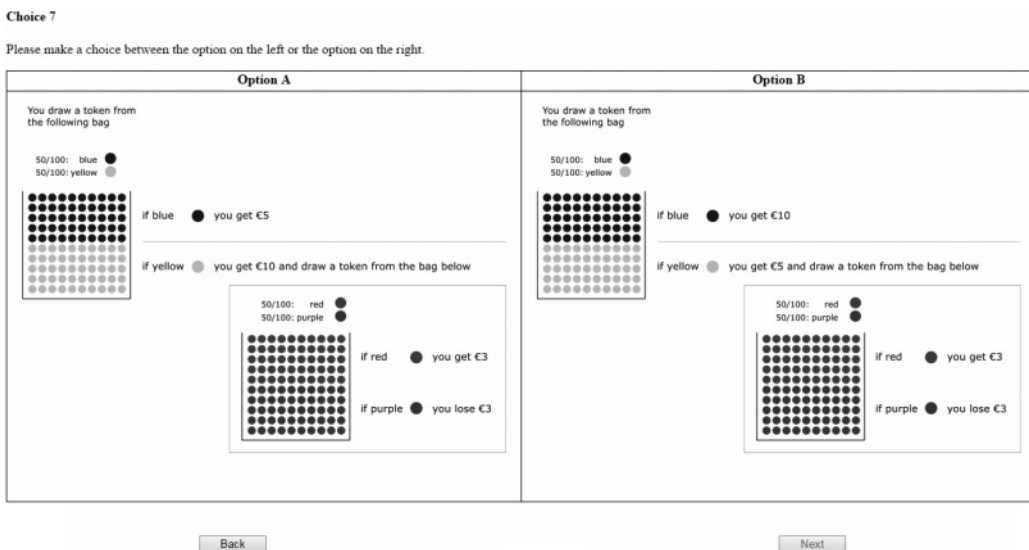 Choice 7
Please make a choice between the option on the left or the option on the right.
Option A
You draw a token from
the following bag
50/100: blue
50/100: yellow
if blue you get €5
if yellow you get €10 and draw a token from the bag below
50/100: red
50/100: purple
if red you get €3
if purple you lose €3
Option B
You draw a token from
the following bag
50/100: blue
50/100: yellow
if blue you get €10
if yellow you get €5 and draw a token from the bag below
50/100: red
50/100: purple
if red you get €3
if purple you lose €3
Back
Next